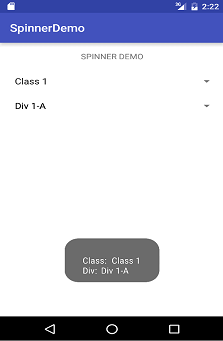 2:22
SpinnerDemo
SPINNER DEMO
Class 1
Div 1-A
Class: Class 1
Div: Div 1-A